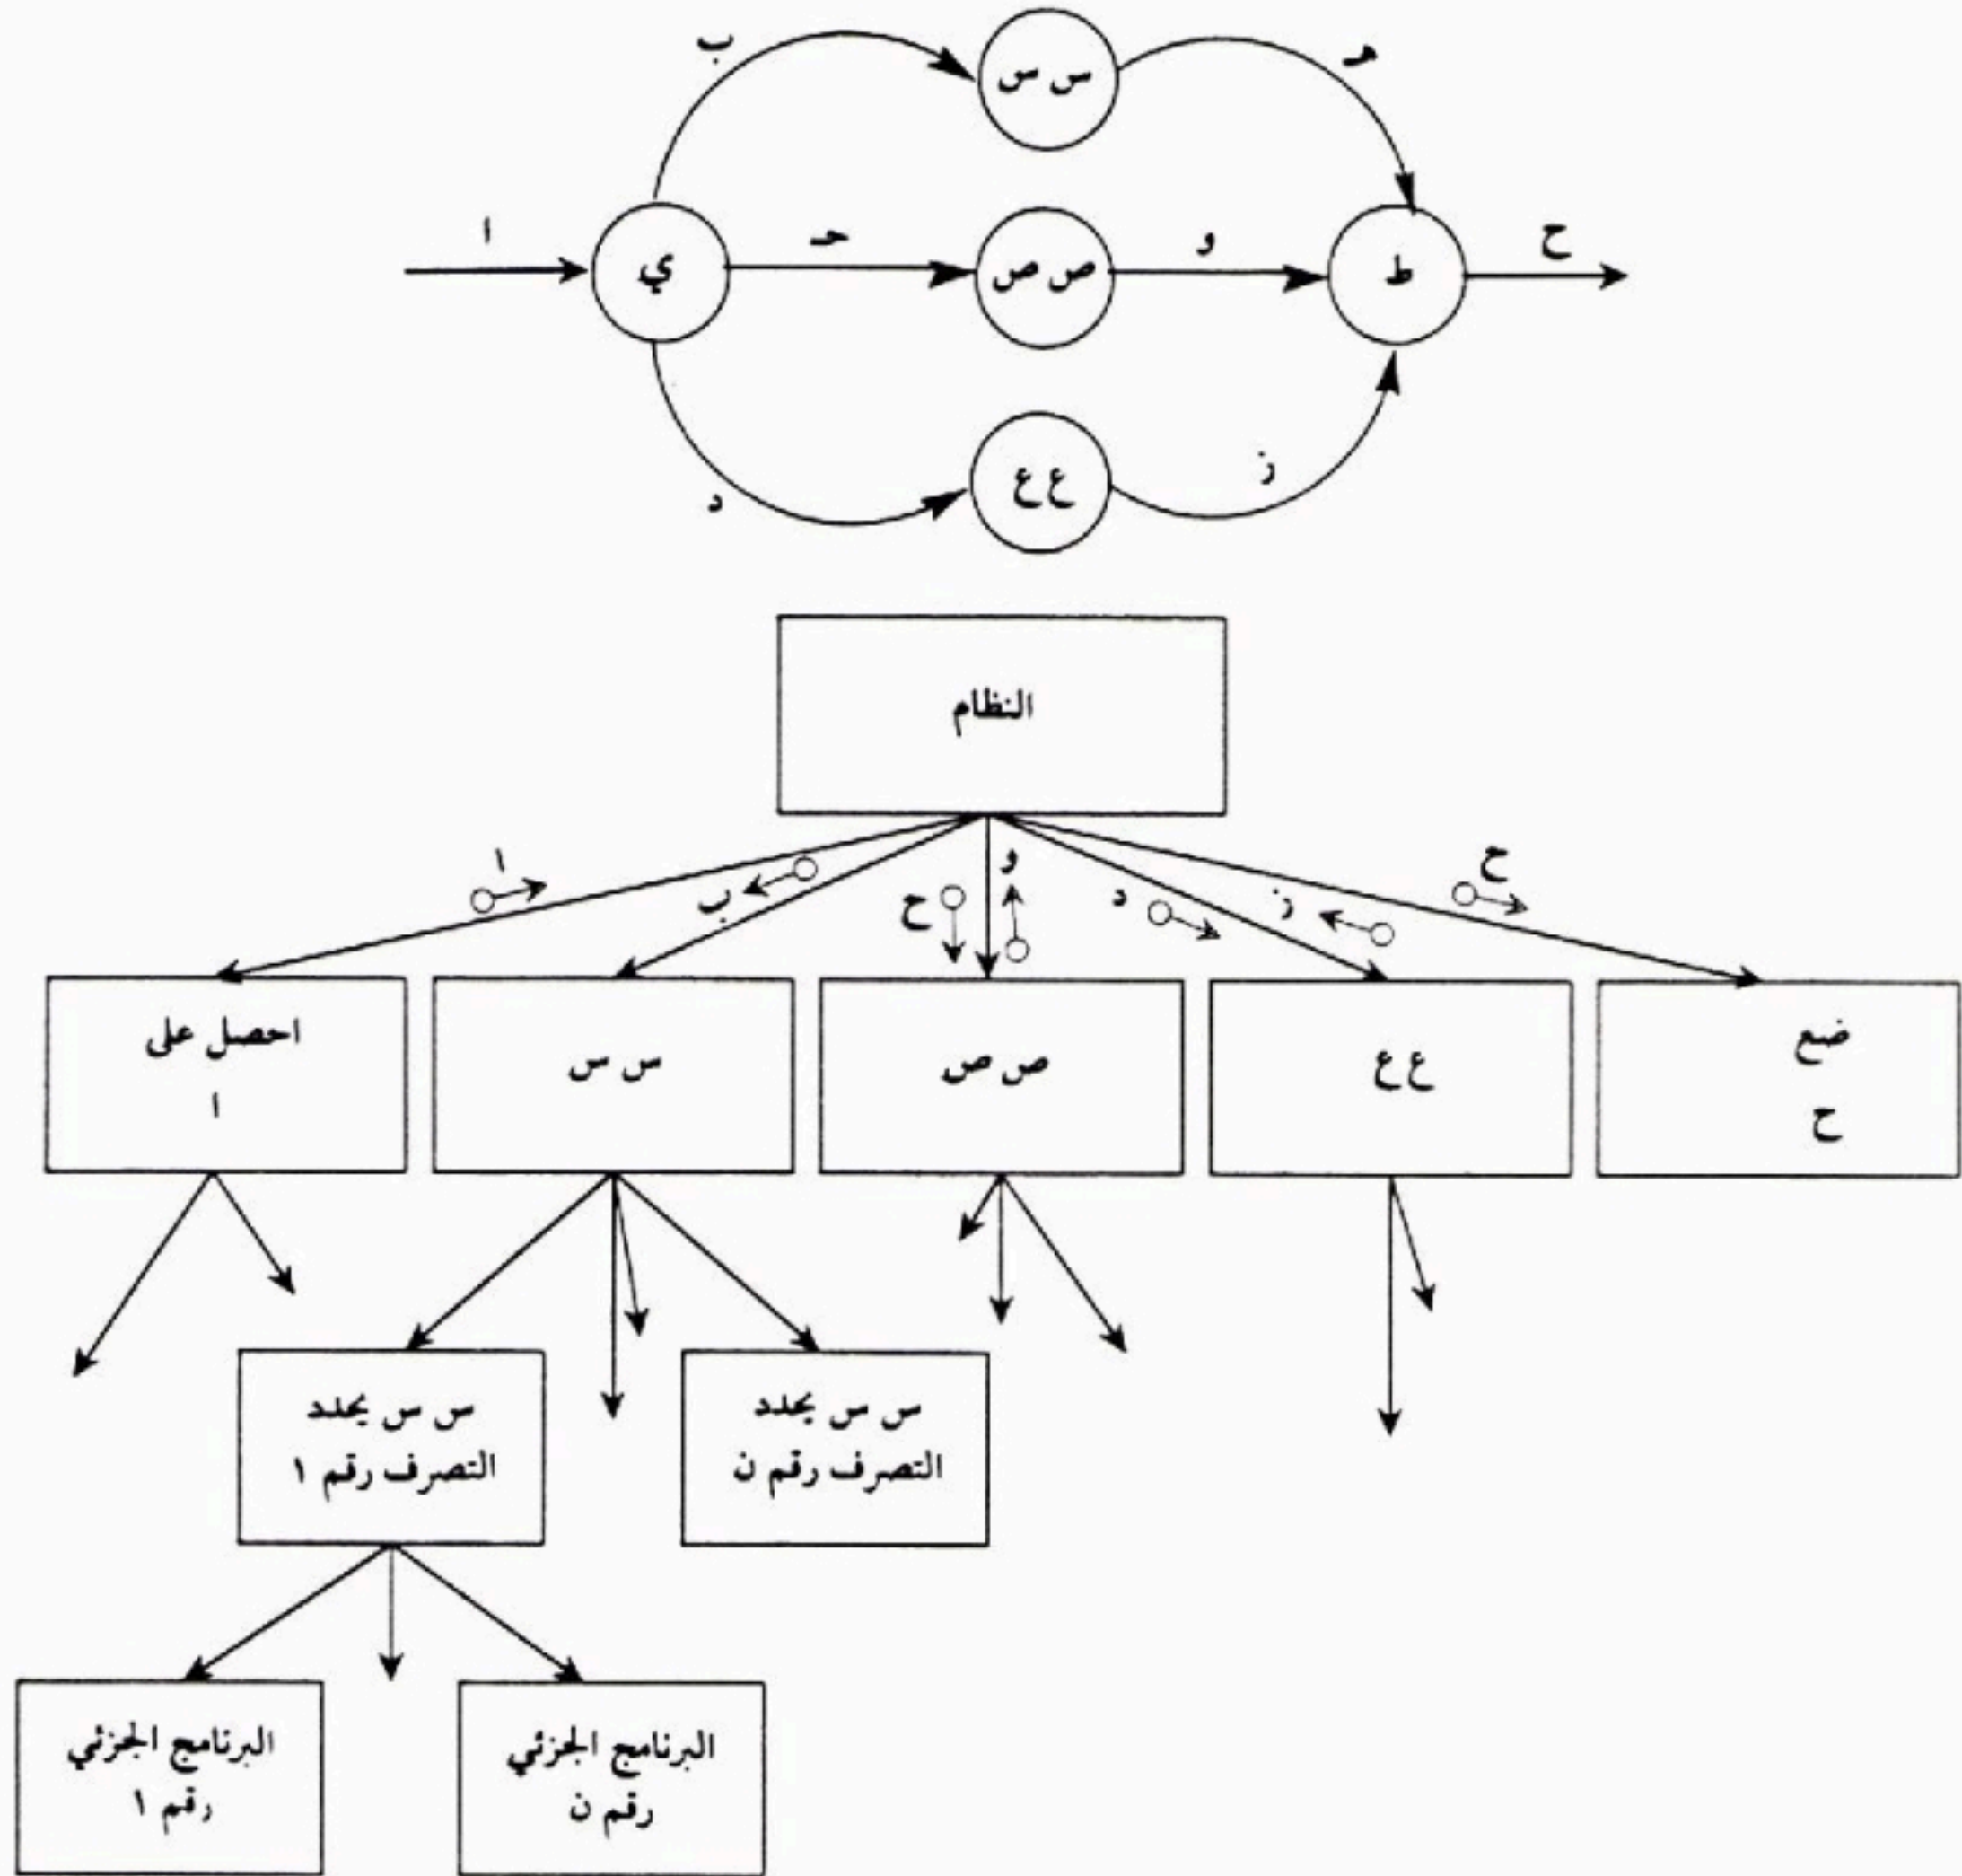 ب
هـ
س س
ا
ي
حـ
ص ص
و
ط
ح
د
ع ع
ز
النظام
ا
ب
ح
و
د
ز
ح
احصل على
ا
س س
ص ص
ع ع
ضع
ح
س س يحدد
التصرف رقم ١
س س يحدد
التصرف رقم ن
البرنامج الجزئي
رقم ١
البرنامج الجزئي
رقم ن